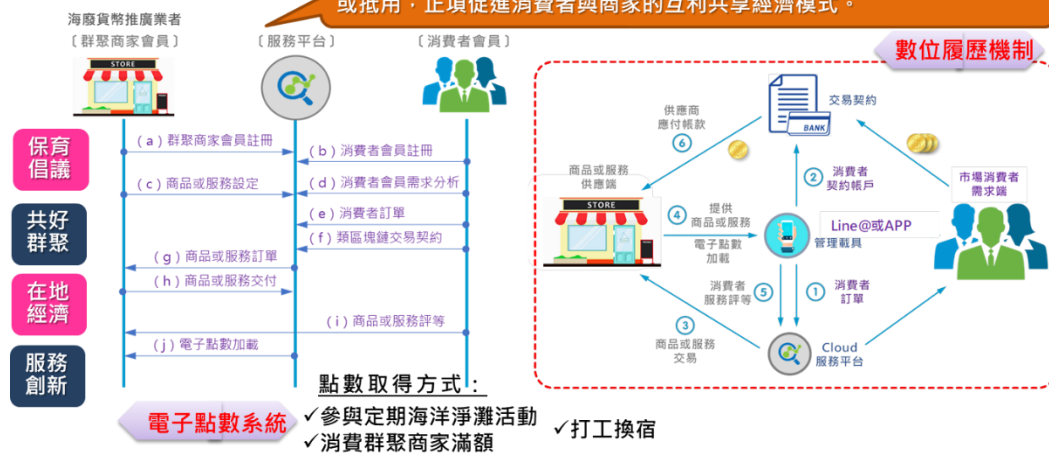 或抵用，正項促進消費者與商家的互利共享經濟模式。
海廢貨幣推廣業者
〔群聚商家會員〕
〔服務平台〕
〔消費者會員〕
STORE
保育
倡議
共好
群聚
在地
經濟
服務
創新
(a)群聚商家會員註冊
(b)消費者會員註冊
(c)商品或服務設定
(d)消費者會員需求分析
(e)消費者訂單
(f)類區塊鏈交易契約
(g)商品或服務訂單
(h)商品或服務交付
(i)商品或服務評等
(j)電子點數加載
電子點數系統
點數取得方式：
✓參與定期海洋淨灘活動
✓消費群聚商家滿額
✓打工換宿
數位履歷機制
交易契約
BANK
供應商
應付帳款
⑥
商品或服務
供應端
STORE
②
消費者
契約帳戶
市場消費者
需求端
④
提供
商品或服務
電子點數
加載
Line@或APP
管理載具
消費者
服務評等
⑤
①
消費者
訂單
③
商品或服務
交易
Cloud
服務平台